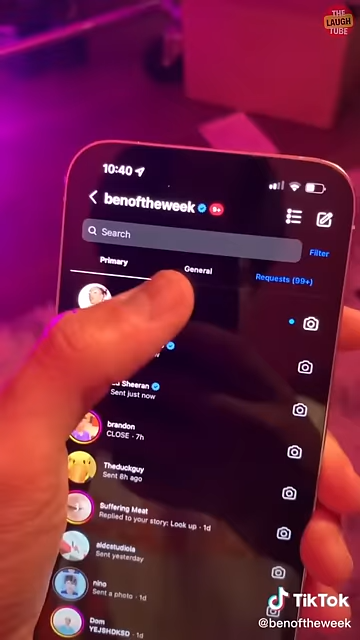 THE
LAUGH
TUBE
10:40
benoftheweek 9+
Search
Filter
Primary
General
Requests (99+)
Sheeran
Sent just now
brandon
CLOSE · 7h
Theduckguy
Sent 8h ago
Suffering Meat
Replied to your story: Look up · 1d
aidcstudiola
Sent yesterday
nino
Sent a photo · 1d
Dom
YEJSHDKSD · 1d
TikTok
@benoftheweek